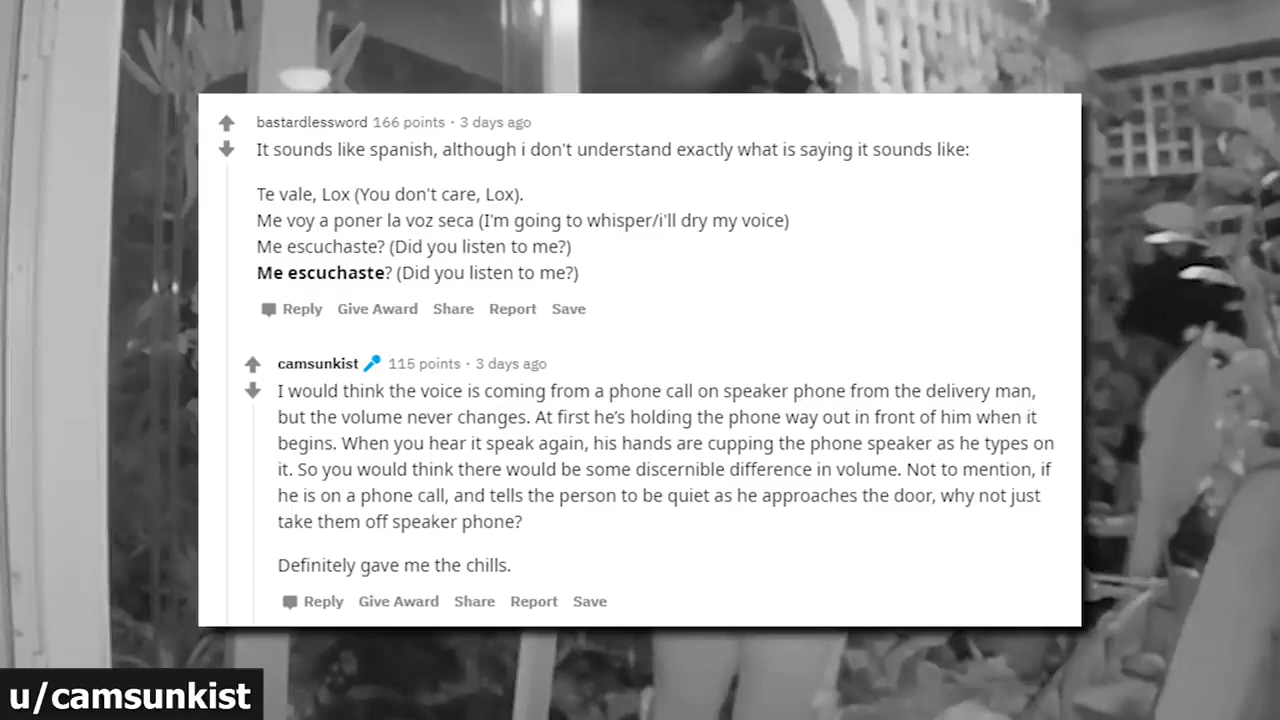 bastardlessword 166 points · 3 days ago
It sounds like spanish, although i don't understand exactly what is saying it sounds like:
Te vale, Lox (You don't care, Lox).
Me voy a poner la voz seca (I'm going to whisper/i'll dry my voice)
Me escuchaste? (Did you listen to me?)
Me escuchaste? (Did you listen to me?)
Reply Give Award Share Report Save
camsunkist 115 points · 3 days ago
I would think the voice is coming from a phone call on speaker phone from the delivery man,
but the volume never changes. At first he's holding the phone way out in front of him when it
begins. When you hear it speak again, his hands are cupping the phone speaker as he types on
it. So you would think there would be some discernible difference in volume. Not to mention, if
he is on a phone call, and tells the person to be quiet as he approaches the door, why not just
take them off speaker phone?
Definitely gave me the chills.
Reply Give Award Share Report Save
u/camsunkist